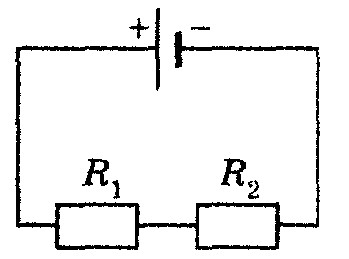 + −
R₁ R₂